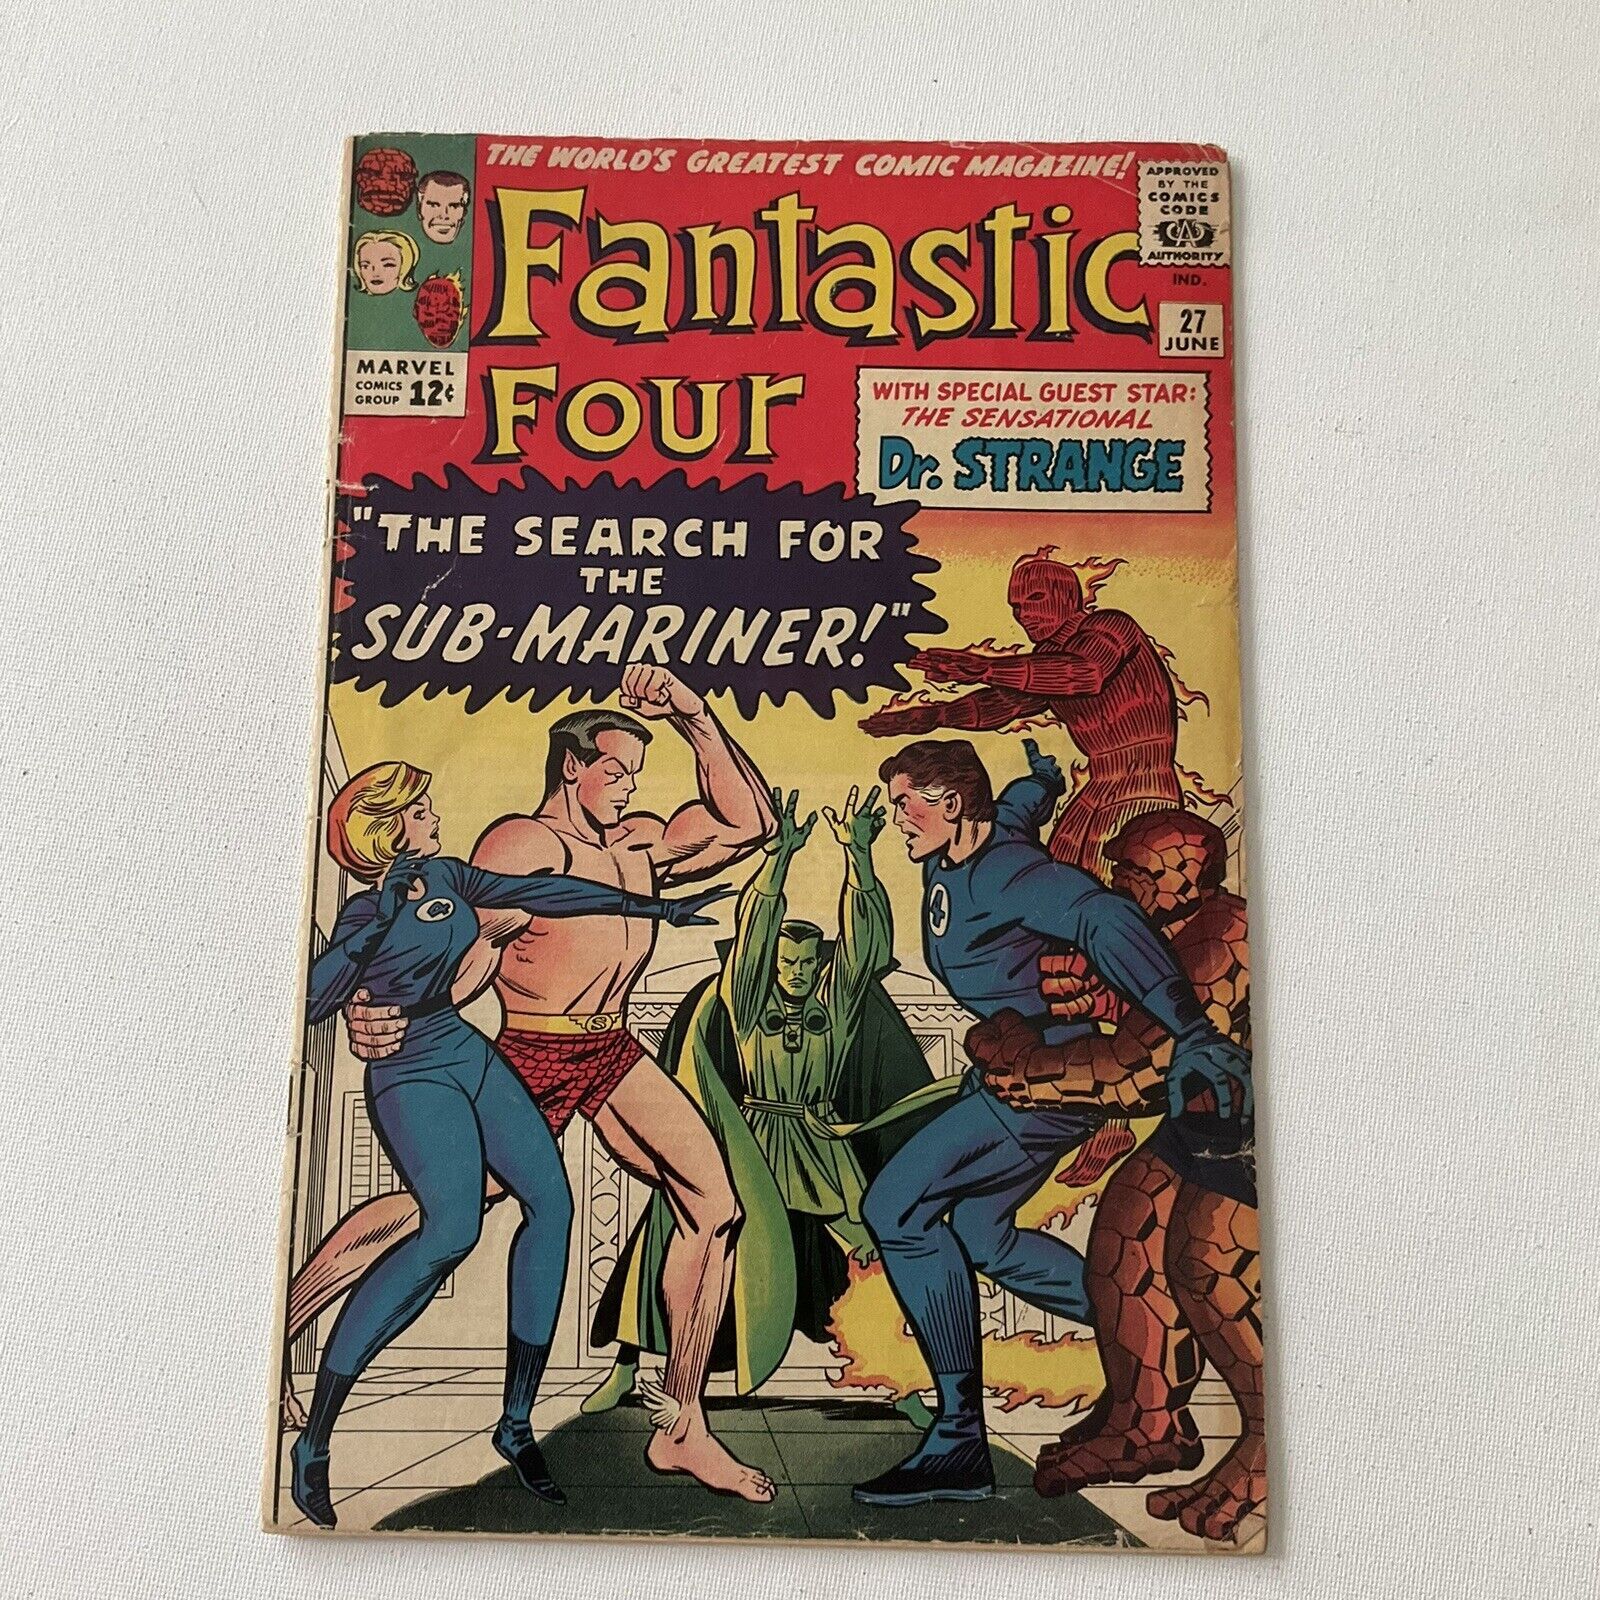 THE WORLD'S GREATEST COMIC MAGAZINE!
Fantastic
Four
APPROVED
BY THE
COMICS
CODE
CA
AUTHORITY
IND.
27
JUNE
MARVEL
COMICS
GROUP 12¢
WITH SPECIAL GUEST STAR:
THE SENSATIONAL
Dr. STRANGE
"THE SEARCH FOR
THE
SUB-MARINER!"
4
S
4